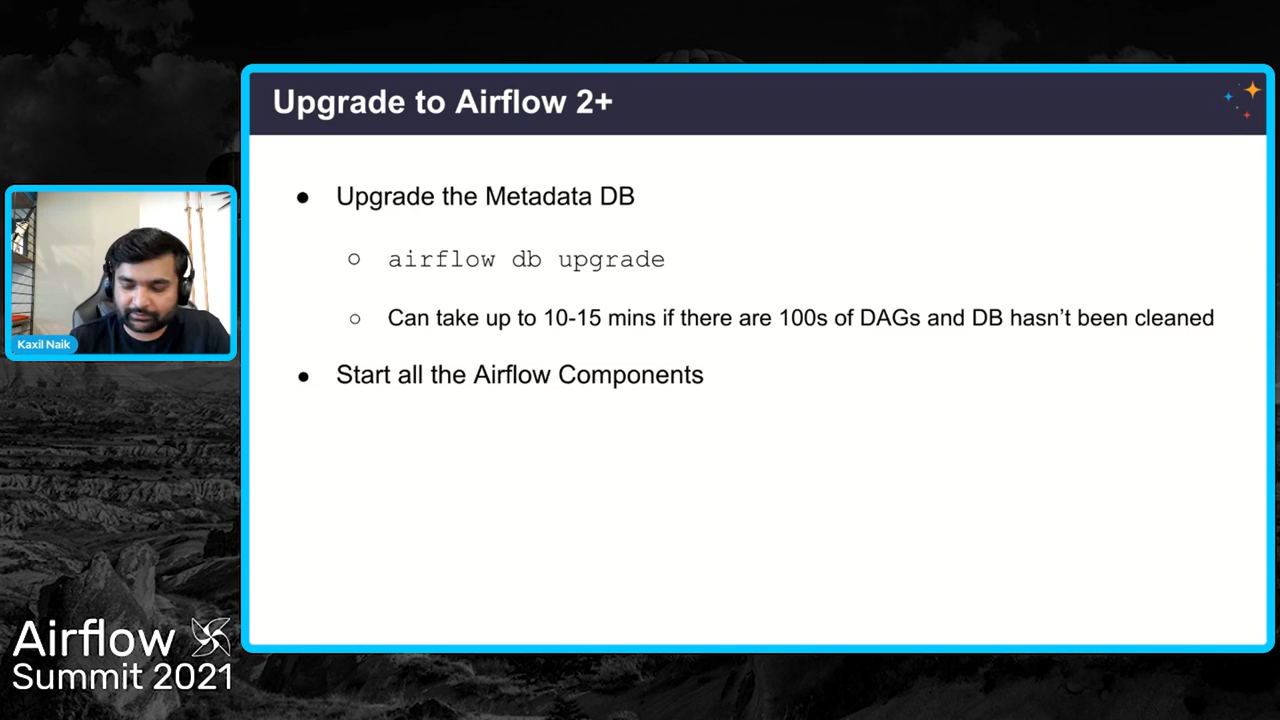 Upgrade to Airflow 2+
● Upgrade the Metadata DB
○ airflow db upgrade
○ Can take up to 10-15 mins if there are 100s of DAGs and DB hasn't been cleaned
● Start all the Airflow Components
Kaxil Naik
Airflow
Summit 2021